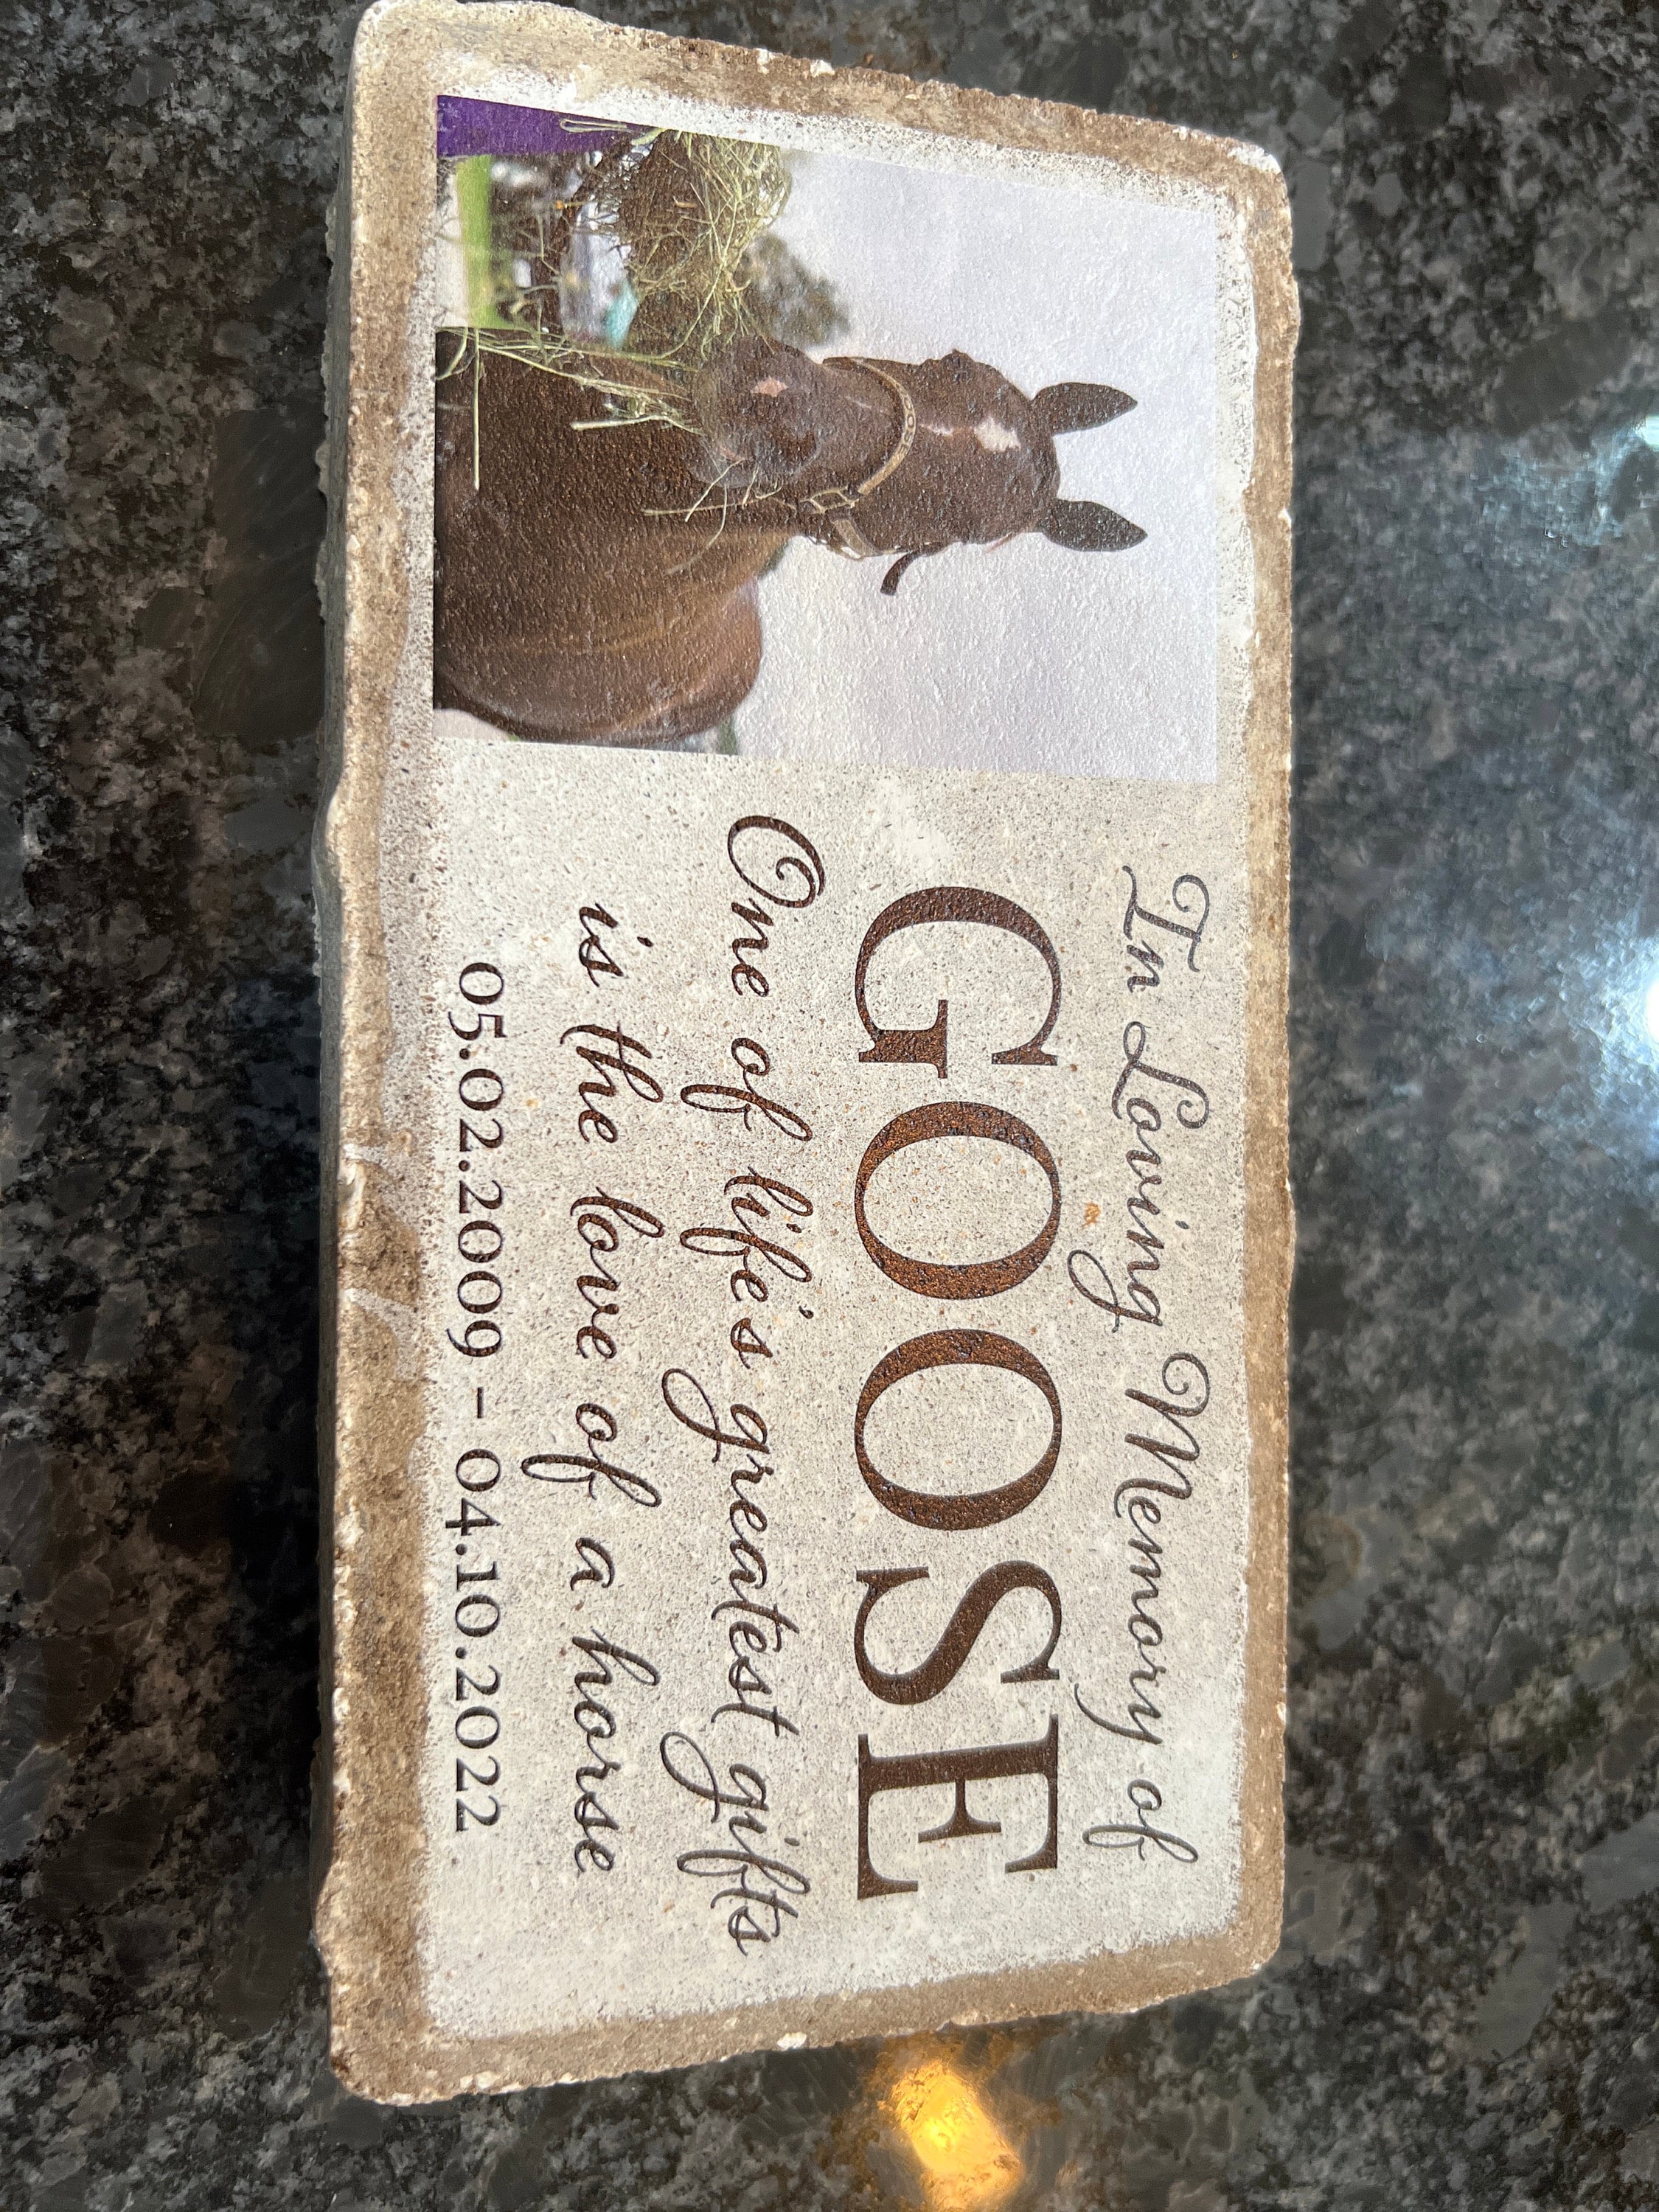 In Loving Memory of
GOOSE
One of life's greatest gifts
is the love of a horse
05.02.2009 - 04.10.2022